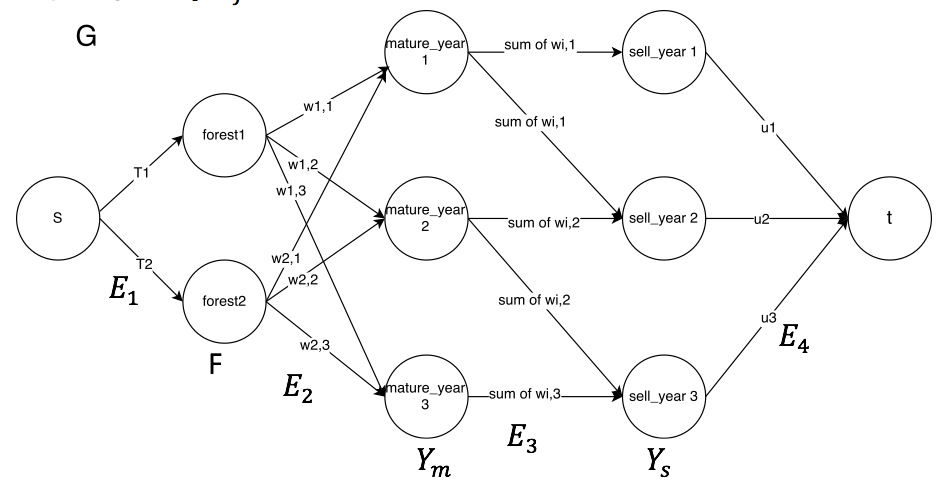 G
mature_year
1
sum of wi,1
sell_year 1
w1,1
forest1
sum of wi,1
u1
T1
w1,2
w1,3
S
mature_year
2
sum of wi,2
sell_year 2
u2
t
T2
w2,1
w2,2
E₁
forest2
sum of wi,2
u3
E₄
w2,3
F
E₂
mature_year
3
sum of wi,3
sell_year 3
E₃
Yₘ
Yₛ